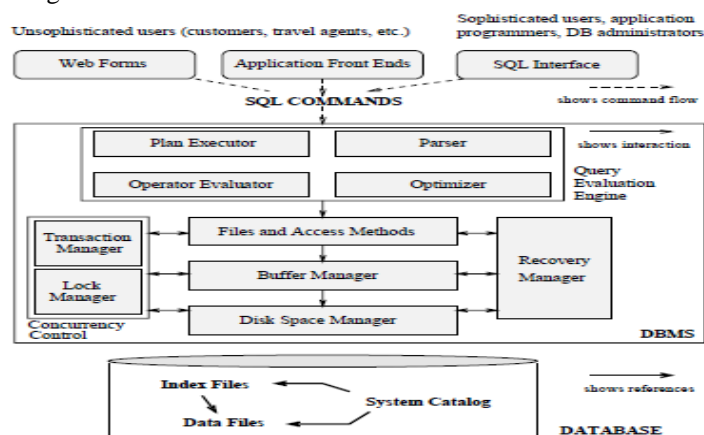 Unsophisticated users (customers, travel agents, etc.)
Sophisticated users, application
programmers, DB administrators
Web Forms
Application Front Ends
SQL Interface
SQL COMMANDS
shows command flow
Plan Executor
Parser
shows interaction
Operator Evaluator
Optimizer
Query
Evaluation
Engine
Files and Access Methods
Transaction
Manager
Buffer Manager
Recovery
Manager
Lock
Manager
Disk Space Manager
Concurrency
Control
DBMS
Index Files
shows references
System Catalog
Data Files
DATABASE